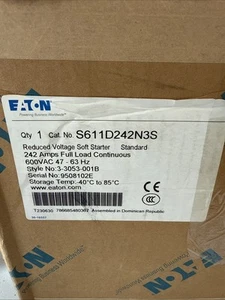 EATON
Powering Business Worldwide
Qty 1 Cat. No. S611D242N3S
Reduced Voltage Soft Starter Standard
242 Amps Full Load Continuous
600VAC 47 - 63 Hz
Style No: 3-3053-001B
Serial No: 9508102E
Storage Temp: -40°C to 85°C
www.eaton.com
T230630 786685480307 Assembled in Dominican Republic